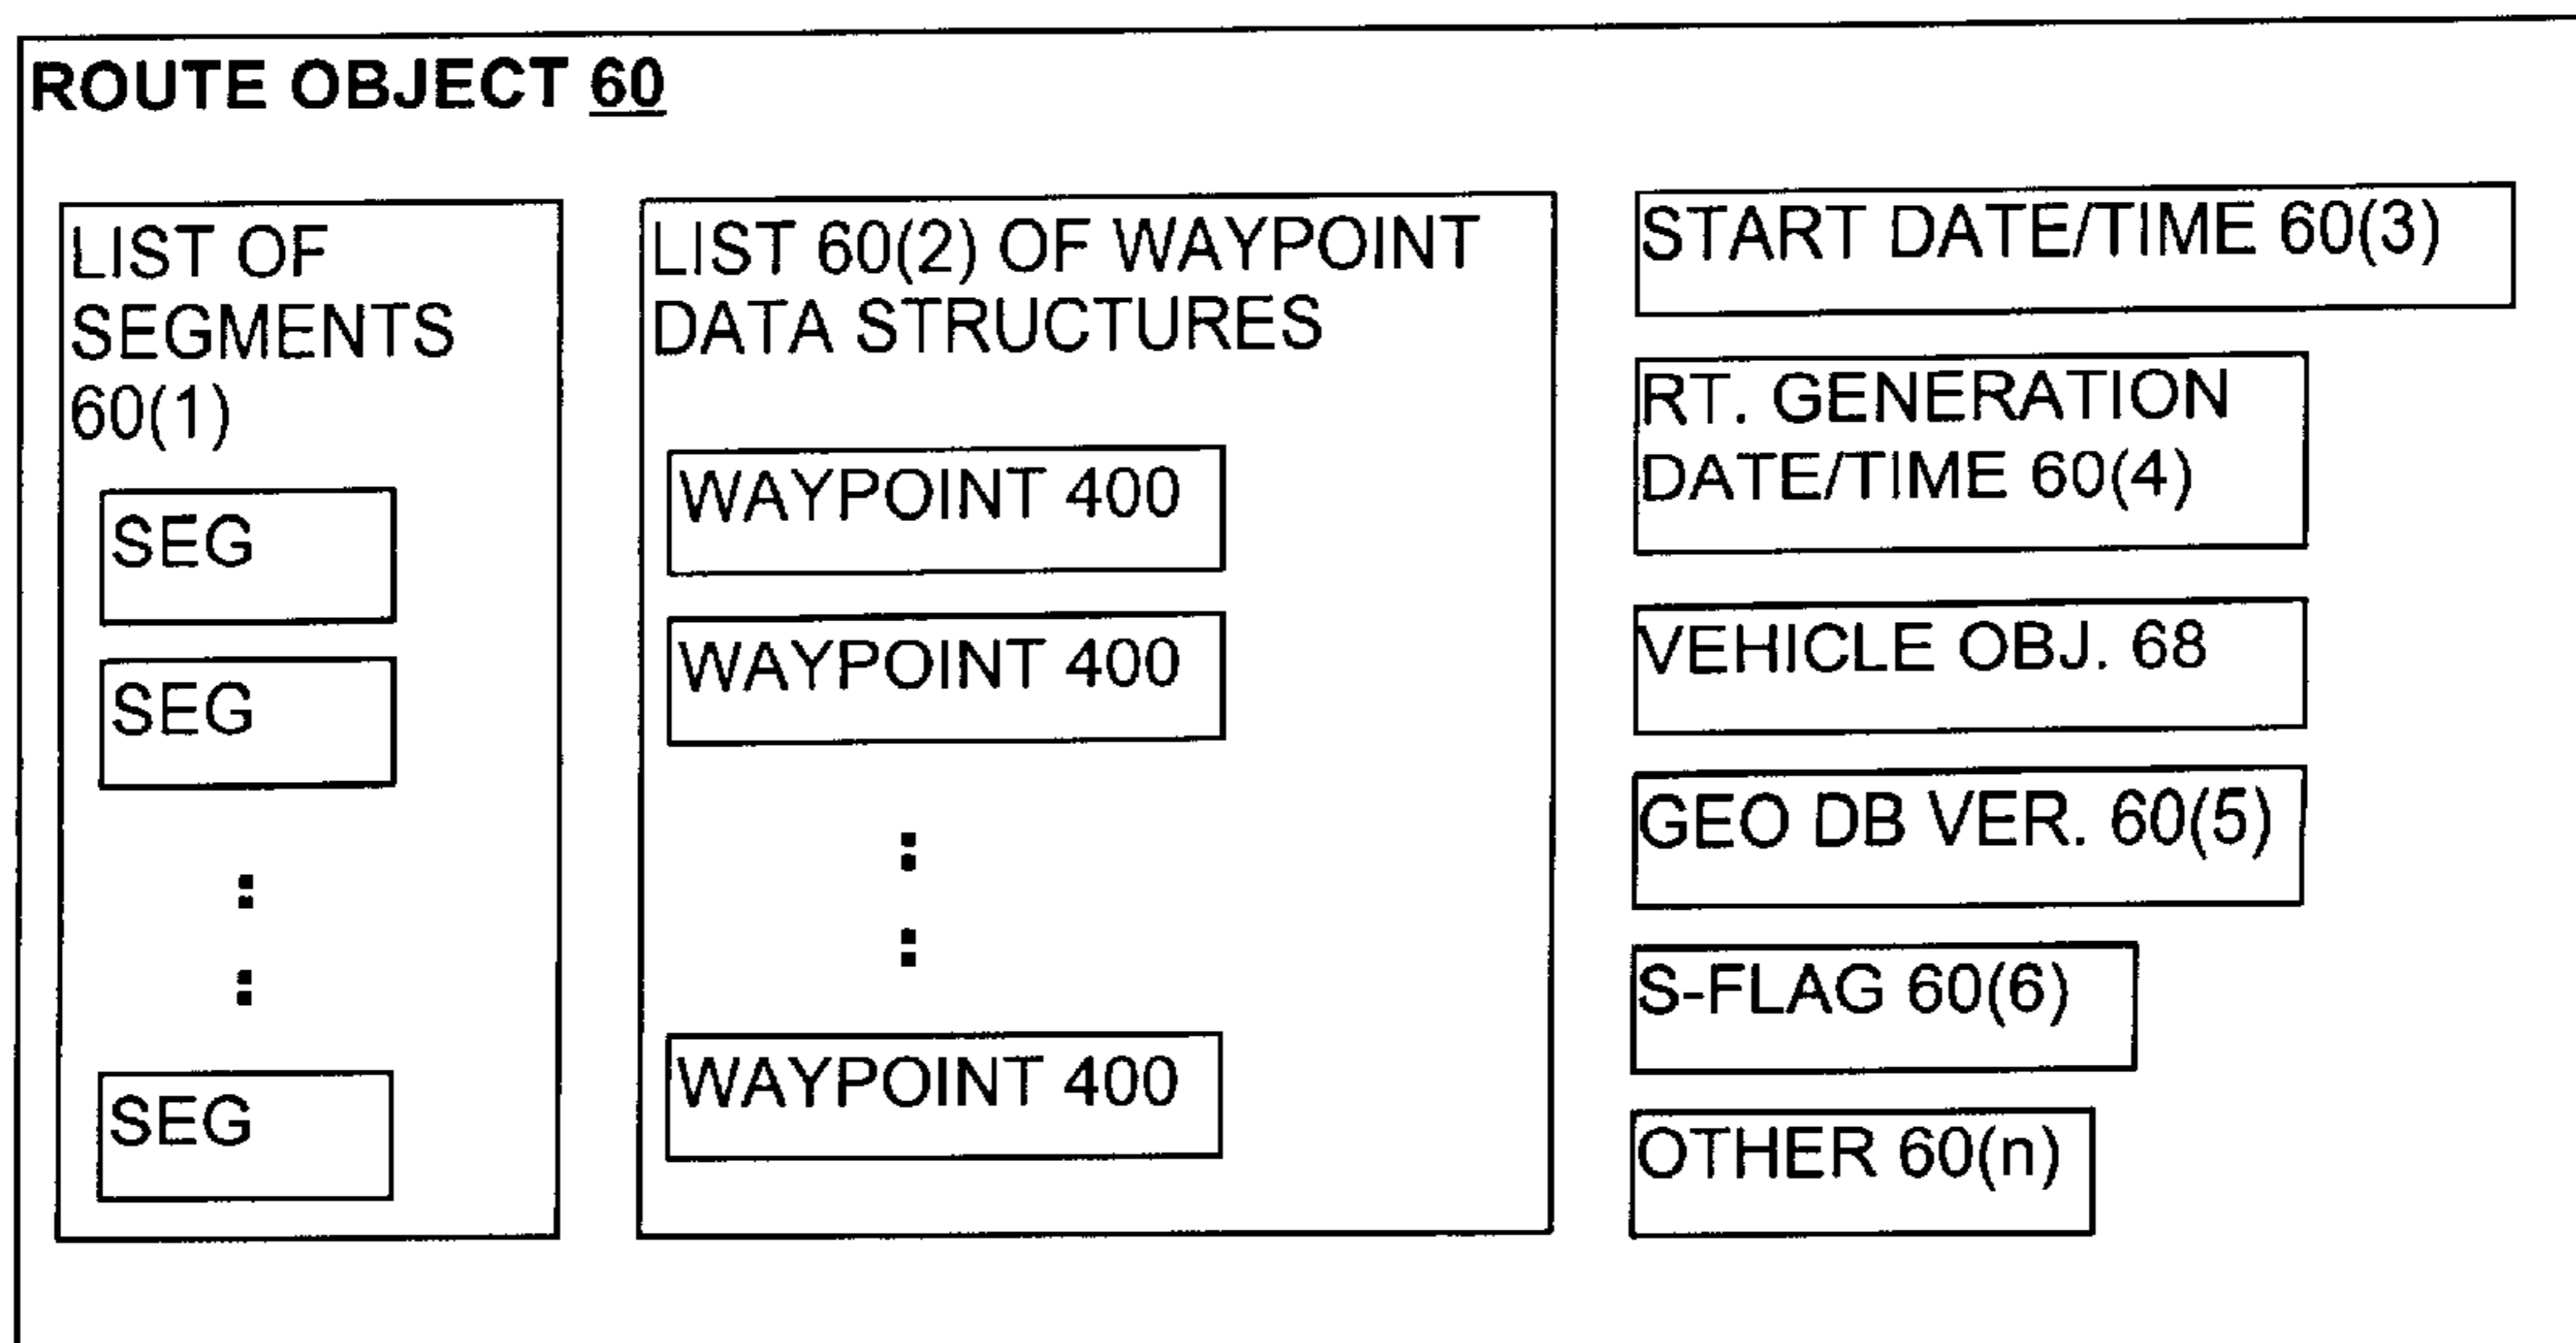 ROUTE OBJECT 60
LIST OF
SEGMENTS
60(1)
SEG
SEG
SEG
LIST 60(2) OF WAYPOINT
DATA STRUCTURES
WAYPOINT 400
WAYPOINT 400
WAYPOINT 400
START DATE/TIME 60(3)
RT. GENERATION
DATE/TIME 60(4)
VEHICLE OBJ. 68
GEO DB VER. 60(5)
S-FLAG 60(6)
OTHER 60(n)